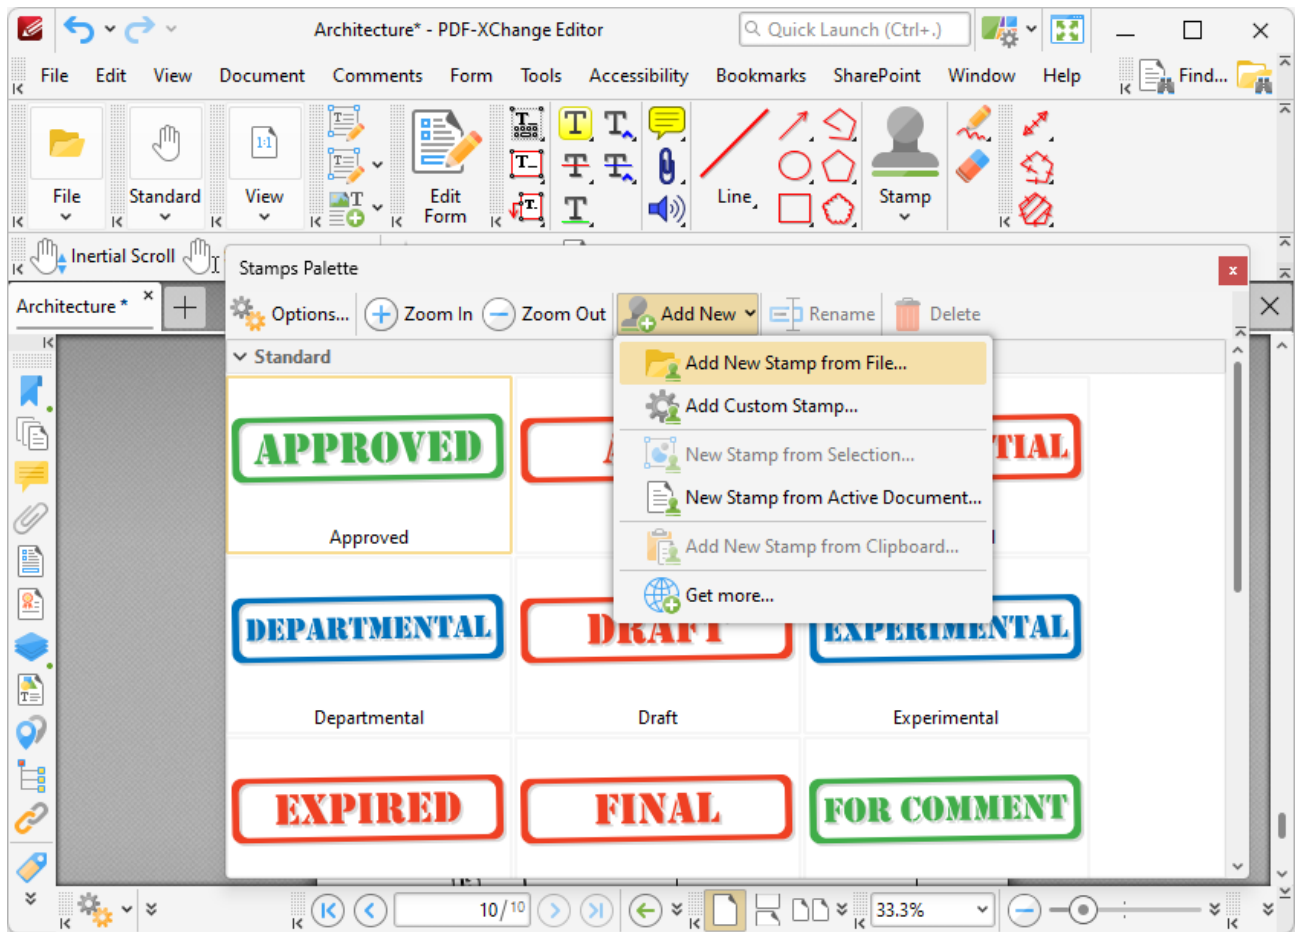 Architecture* - PDF-XChange Editor
Quick Launch (Ctrl+.)
File Edit View Document Comments Form Tools Accessibility Bookmarks SharePoint Window Help
Find...
File
Standard
1:1
View
Edit Form
Line
Stamp
Inertial Scroll
Stamps Palette
Architecture *
Options... Zoom In Zoom Out Add New Rename Delete
Standard
Add New Stamp from File...
Add Custom Stamp...
New Stamp from Selection...
New Stamp from Active Document...
Add New Stamp from Clipboard...
Get more...
APPROVED
TIAL
Approved
DEPARTMENTAL
DRAFT
EXPERIMENTAL
Departmental
Draft
Experimental
EXPIRED
FINAL
FOR COMMENT
10/10
33.3%